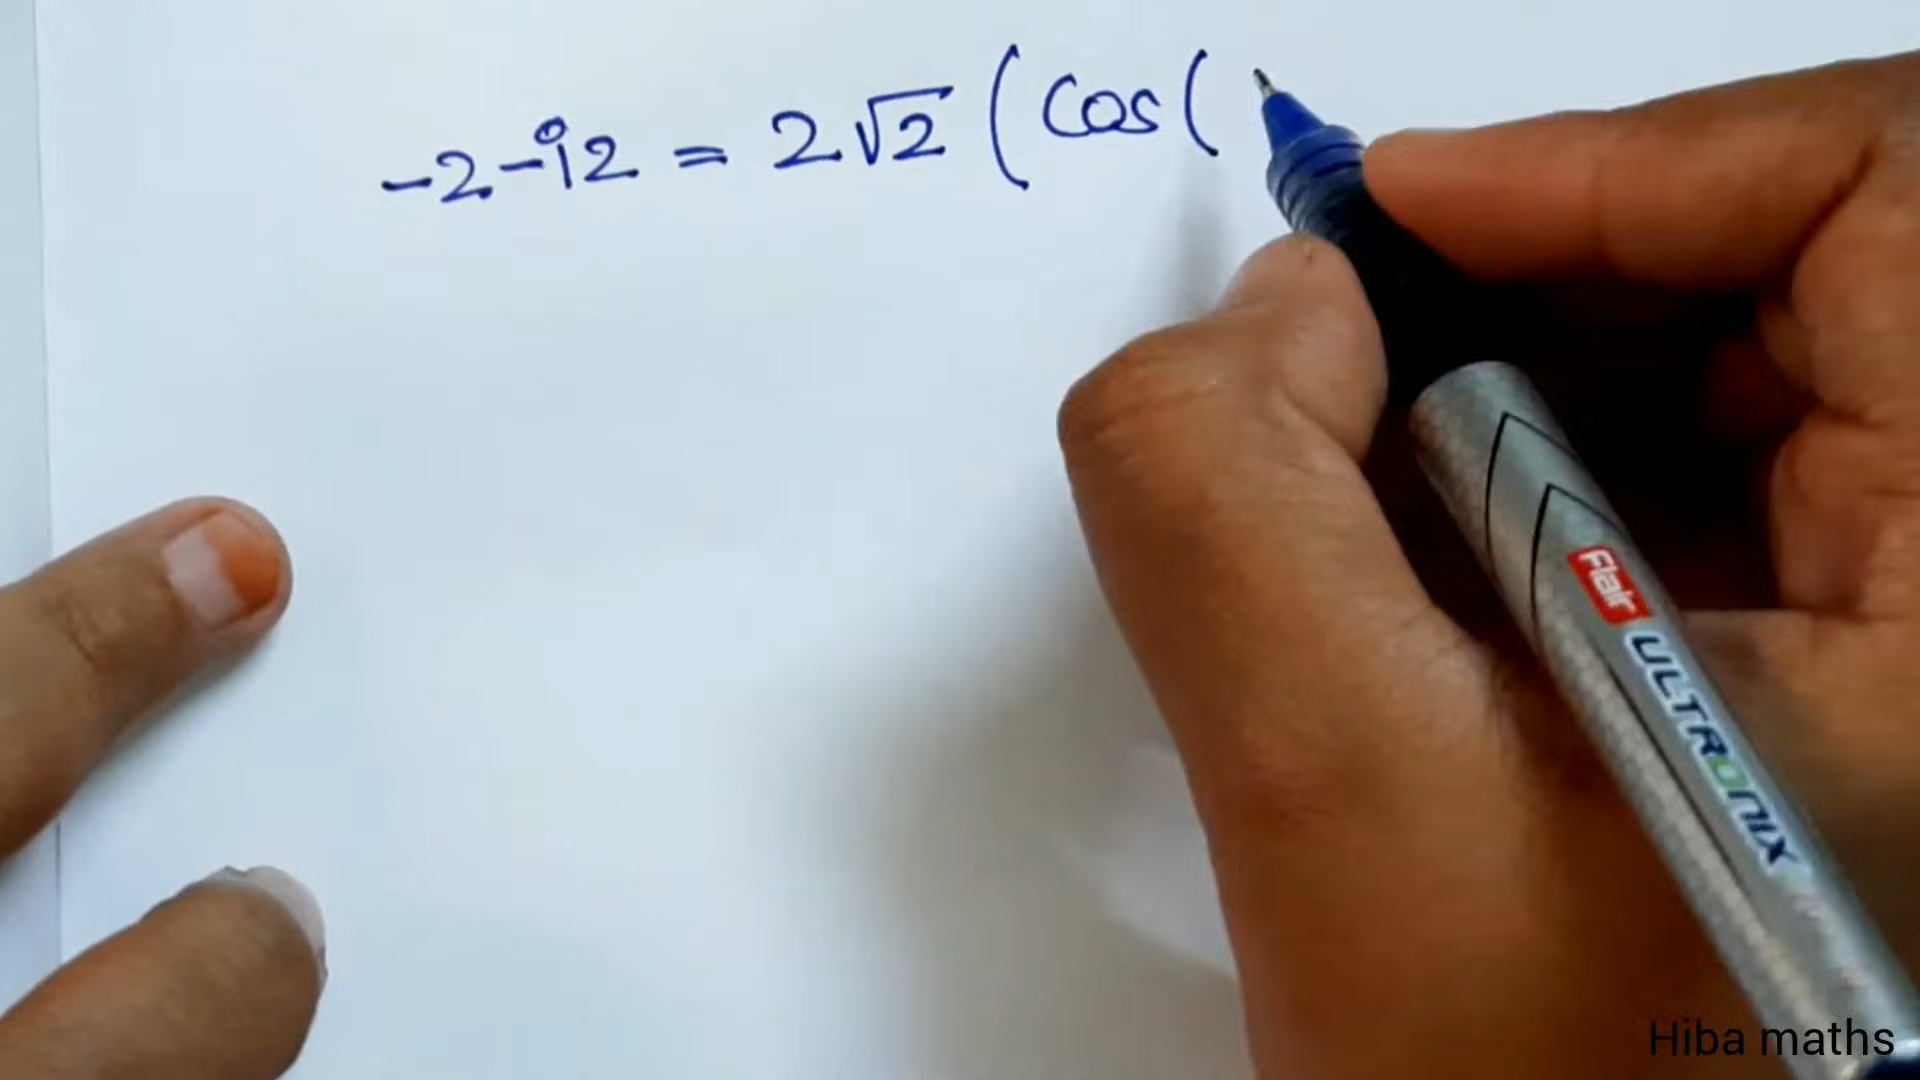 -2-i2 = 2√2 (Cos(
Flair ULTRONIX
Hiba maths